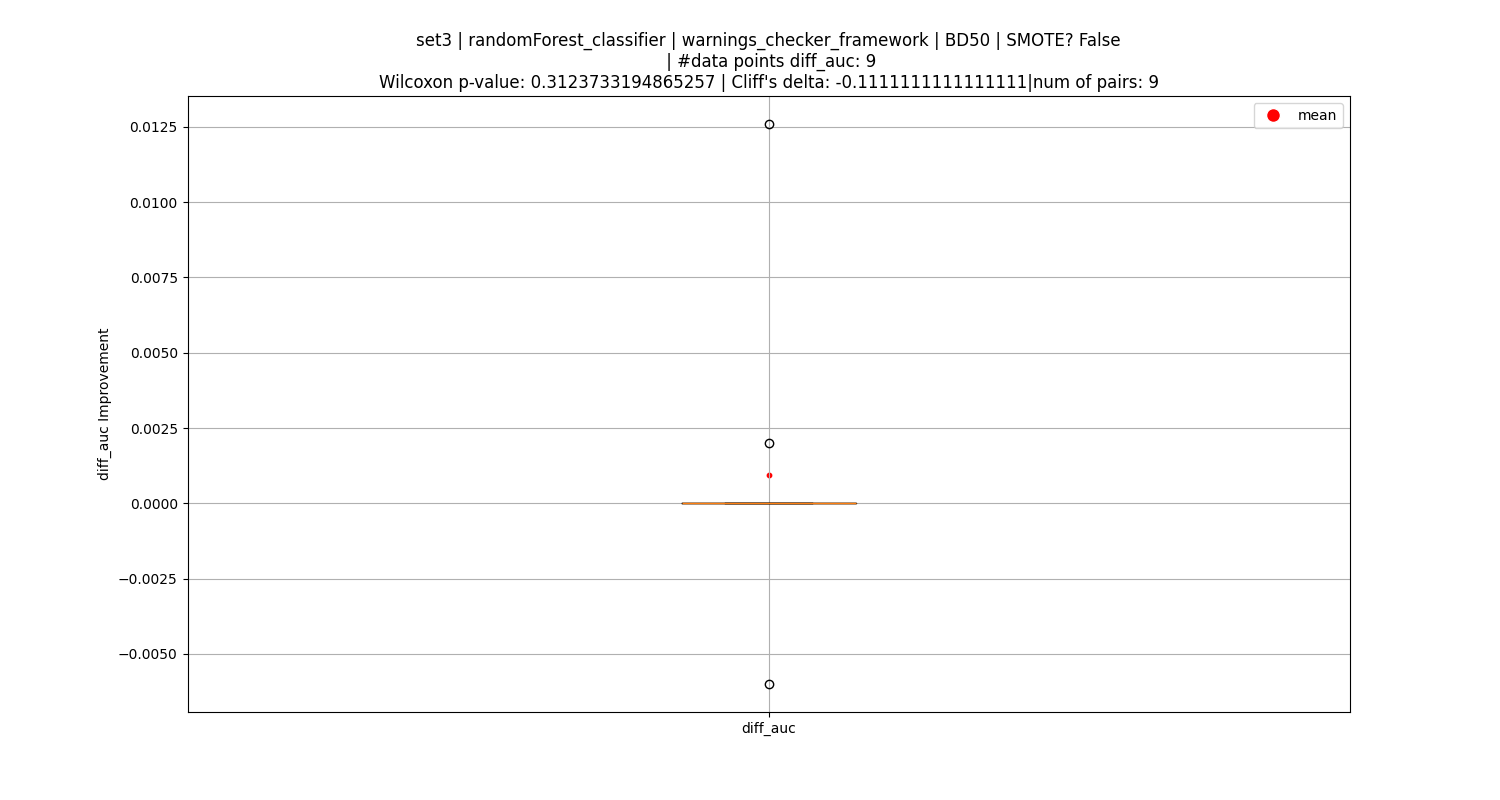 set3 | randomForest_classifier | warnings_checker_framework | BD50 | SMOTE? False
| #data points diff_auc: 9
Wilcoxon p-value: 0.3123733194865257 | Cliff's delta: -0.1111111111111111|num of pairs: 9
mean
0.0125
0.0100
0.0075
0.0050
0.0025
0.0000
−0.0025
−0.0050
diff_auc Improvement
diff_auc